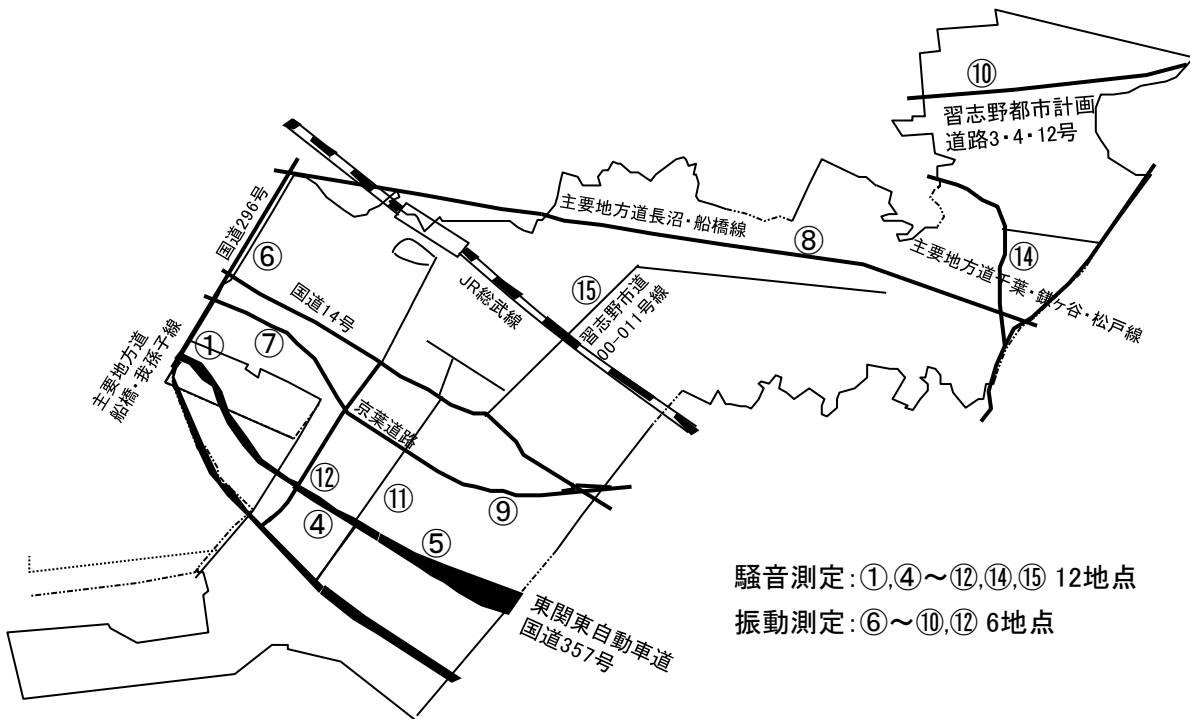 ⑩
習志野都市計画
道路3・4・12号
国道296号
⑥
主要地方道長沼・船橋線
⑧
主要地方道千葉・鎌ヶ谷・松戸線
⑭
JR総武線
⑮
習志野市道
00-011号線
国道14号
主要地方道
船橋・我孫子線
①
⑦
京葉道路
⑫
④
⑪
⑨
⑤
東関東自動車道
国道357号
騒音測定:①,④～⑫,⑭,⑮ 12地点
振動測定:⑥～⑩,⑫ 6地点